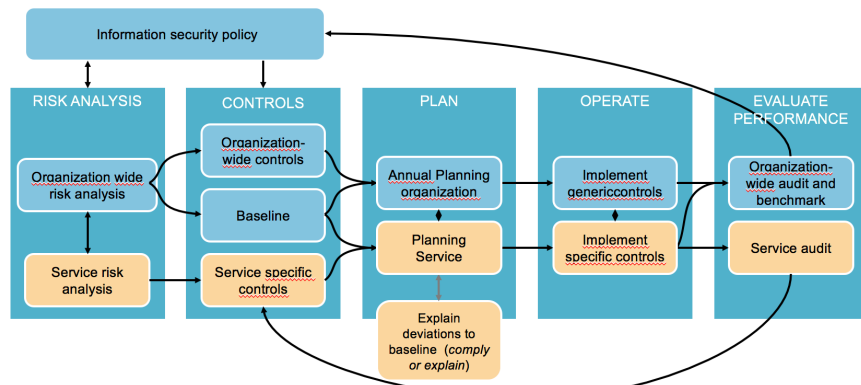 Information security policy
RISK ANALYSIS
CONTROLS
PLAN
OPERATE
EVALUATE
PERFORMANCE
Organization wide
risk analysis
Organization-
wide controls
Baseline
Annual Planning
organization
Implement
genericcontrols
Organization-
wide audit and
benchmark
Service risk
analysis
Service specific
controls
Planning
Service
Implement
specific controls
Service audit
Explain
deviations to
baseline (comply
or explain)